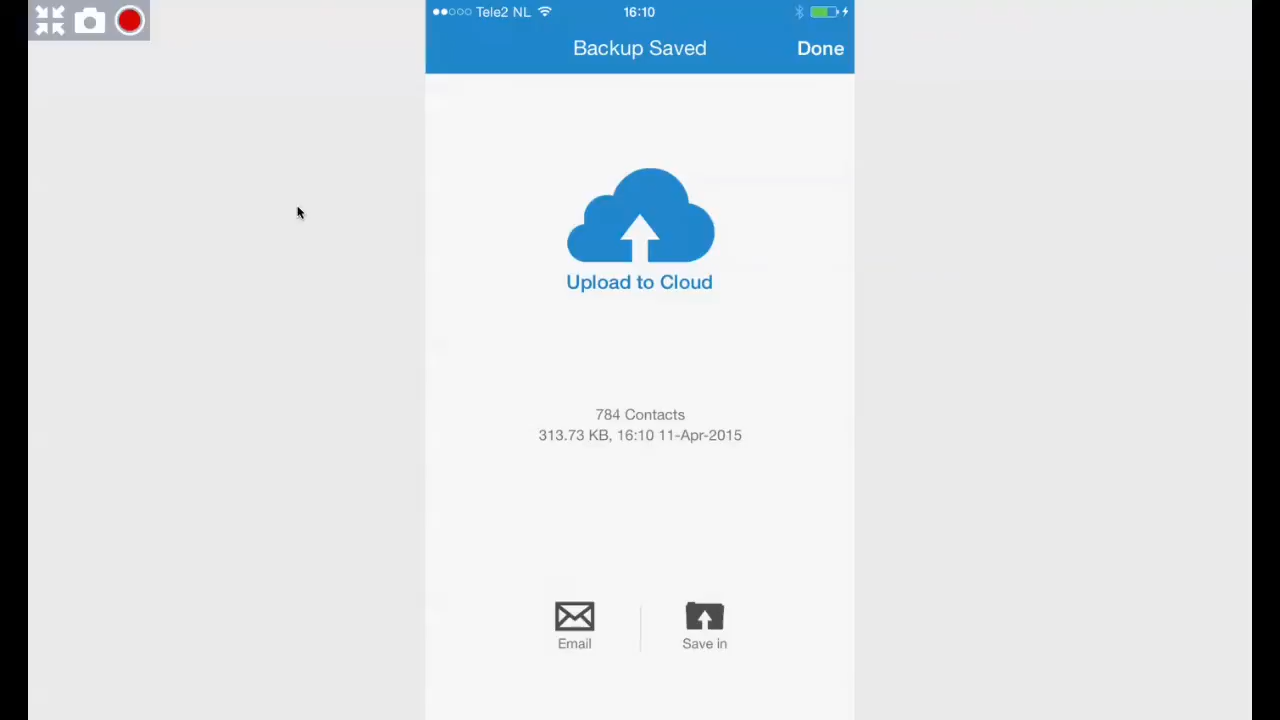 Tele2 NL 16:10
Backup Saved Done
Upload to Cloud
784 Contacts
313.73 KB, 16:10 11-Apr-2015
Email Save in